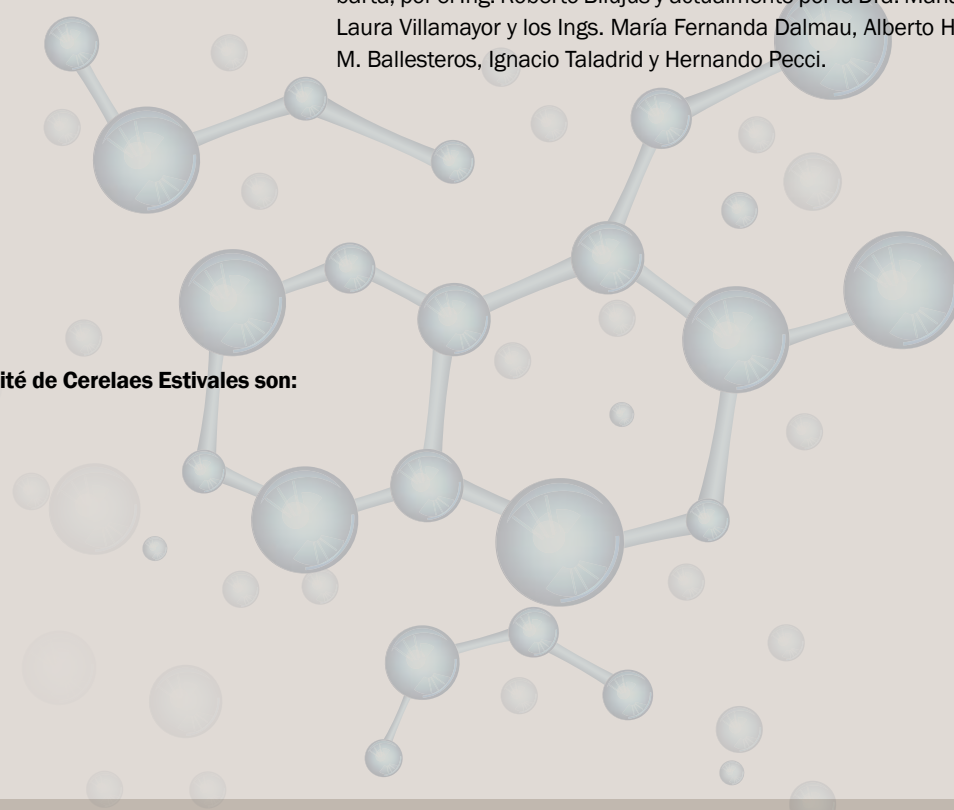 Laura Villamayor y los Ings. María Fernanda Dalmau, Alberto H
M. Ballesteros, Ignacio Taladrid y Hernando Pecci.
ité de Cerelaes Estivales son: